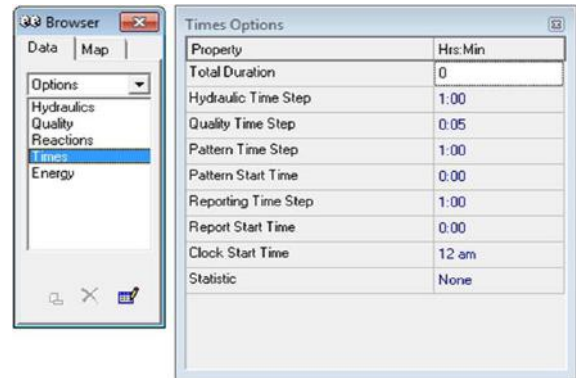 Browser
Data Map
Options
Hydraulics
Quality
Reactions
Times
Energy
Times Options
Property Hrs:Min
Total Duration 0
Hydraulic Time Step 1:00
Quality Time Step 0:05
Pattern Time Step 1:00
Pattern Start Time 0:00
Reporting Time Step 1:00
Report Start Time 0:00
Clock Start Time 12 am
Statistic None